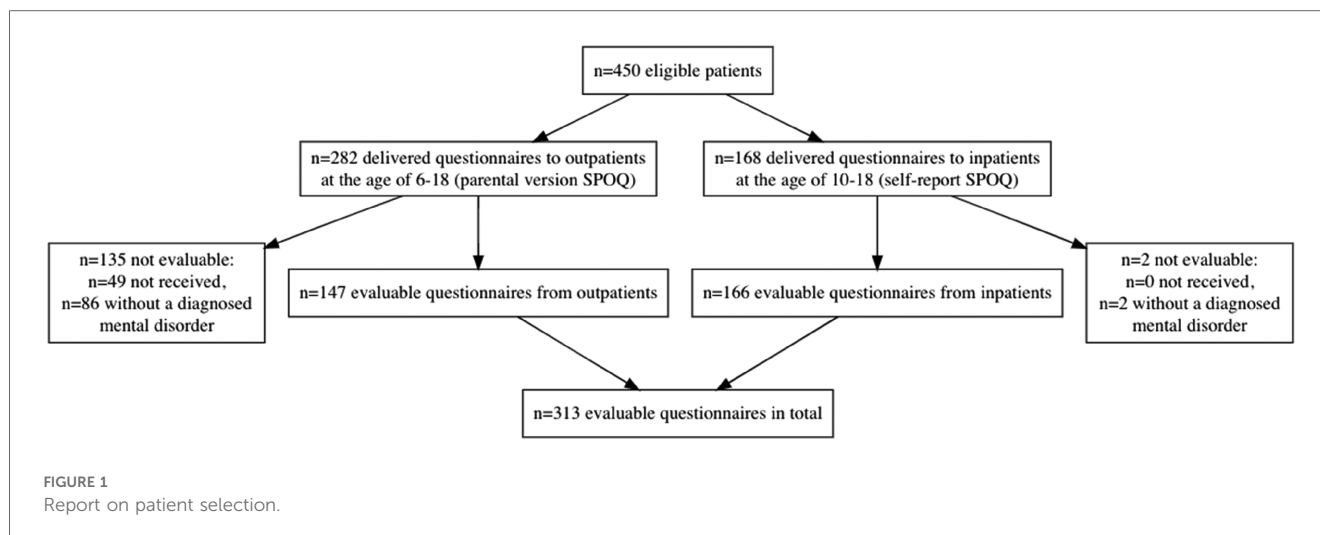 n=450 eligible patients
n=282 delivered questionnaires to outpatients
at the age of 6-18 (parental version SPOQ)
n=168 delivered questionnaires to inpatients
at the age of 10-18 (self-report SPOQ)
n=135 not evaluable:
n=49 not received,
n=86 without a diagnosed
mental disorder
n=147 evaluable questionnaires from outpatients
n=166 evaluable questionnaires from inpatients
n=2 not evaluable:
n=0 not received,
n=2 without a diagnosed
mental disorder
n=313 evaluable questionnaires in total
FIGURE 1
Report on patient selection.